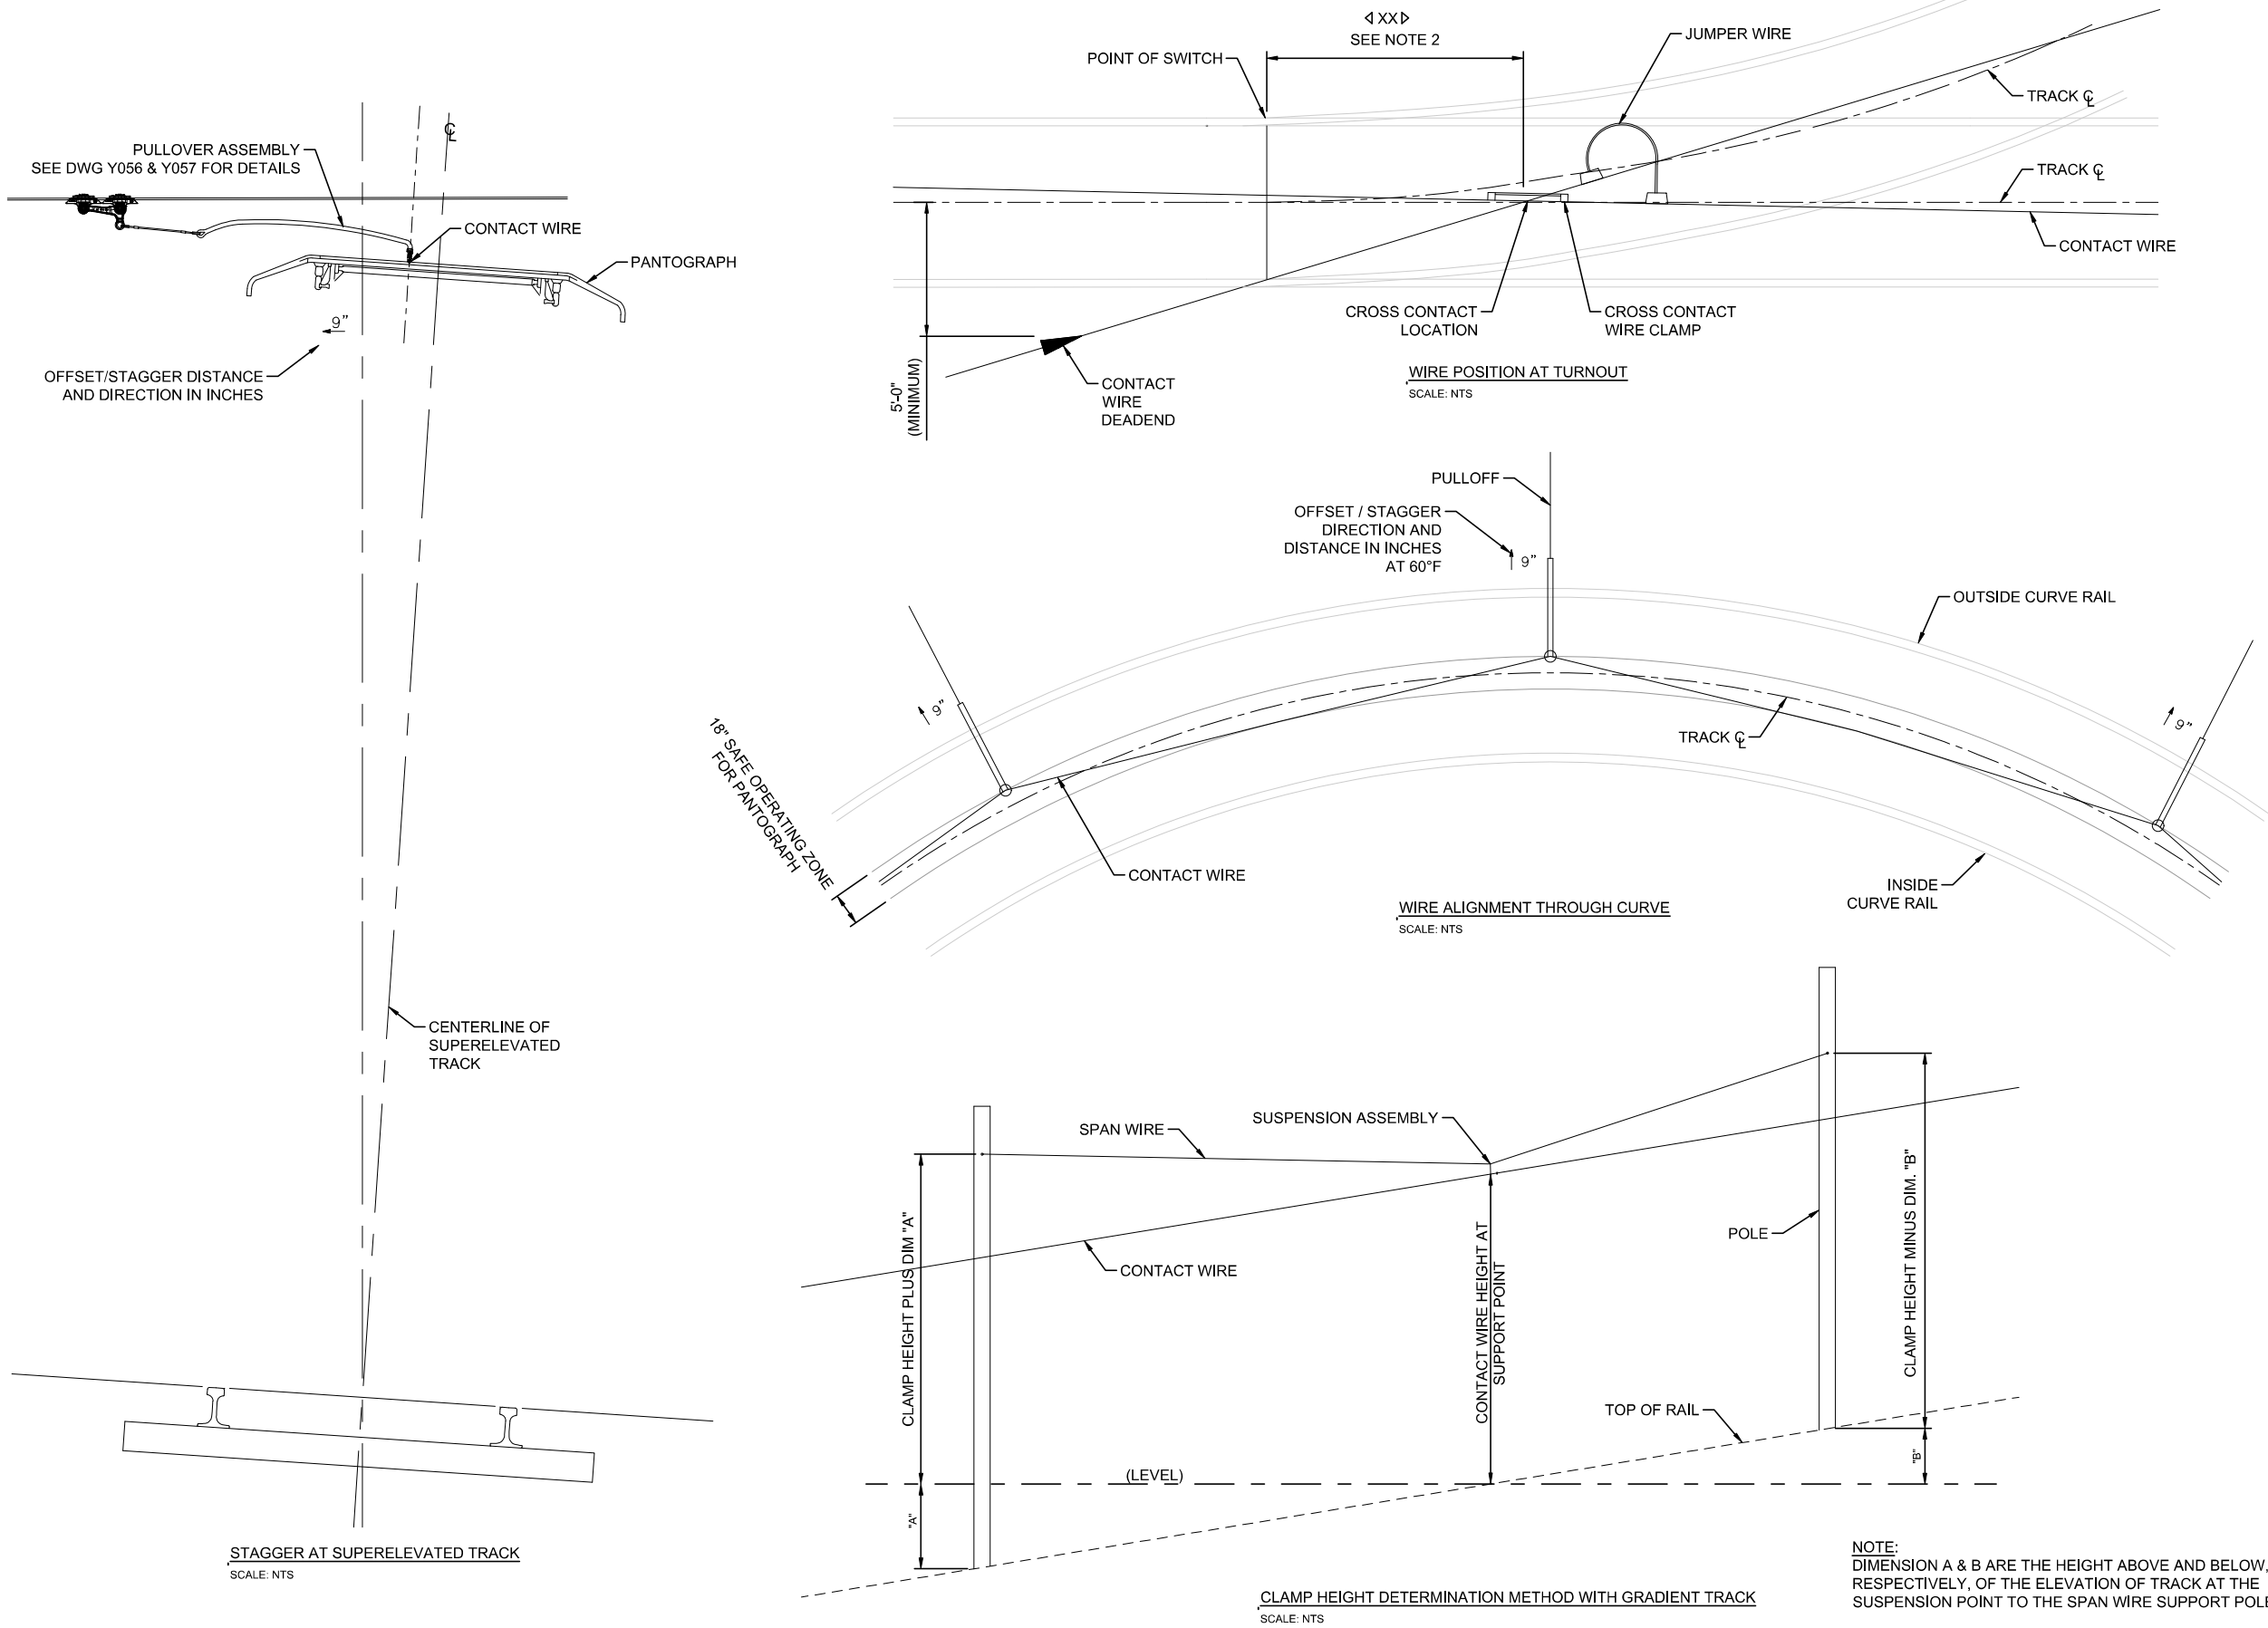 PULLOVER ASSEMBLY
SEE DWG Y056 & Y057 FOR DETAILS
℄
CONTACT WIRE
PANTOGRAPH
9"
OFFSET/STAGGER DISTANCE
AND DIRECTION IN INCHES
CENTERLINE OF
SUPERELEVATED
TRACK
STAGGER AT SUPERELEVATED TRACK
SCALE: NTS
XX
SEE NOTE 2
POINT OF SWITCH
JUMPER WIRE
TRACK ℄
TRACK ℄
CONTACT WIRE
CROSS CONTACT
LOCATION
CROSS CONTACT
WIRE CLAMP
5'-0"
(MINIMUM)
CONTACT
WIRE
DEADEND
WIRE POSITION AT TURNOUT
SCALE: NTS
PULLOFF
OFFSET / STAGGER
DIRECTION AND
DISTANCE IN INCHES
AT 60°F
9"
OUTSIDE CURVE RAIL
9"
9"
TRACK ℄
18" SAFE OPERATING ZONE
FOR PANTOGRAPH
CONTACT WIRE
INSIDE
CURVE RAIL
WIRE ALIGNMENT THROUGH CURVE
SCALE: NTS
SPAN WIRE
SUSPENSION ASSEMBLY
CLAMP HEIGHT PLUS DIM "A"
CONTACT WIRE
CONTACT WIRE HEIGHT AT
SUPPORT POINT
POLE
CLAMP HEIGHT MINUS DIM. "B"
TOP OF RAIL
(LEVEL)
"A"
"B"
CLAMP HEIGHT DETERMINATION METHOD WITH GRADIENT TRACK
SCALE: NTS
NOTE:
DIMENSION A & B ARE THE HEIGHT ABOVE AND BELOW,
RESPECTIVELY, OF THE ELEVATION OF TRACK AT THE
SUSPENSION POINT TO THE SPAN WIRE SUPPORT POLE